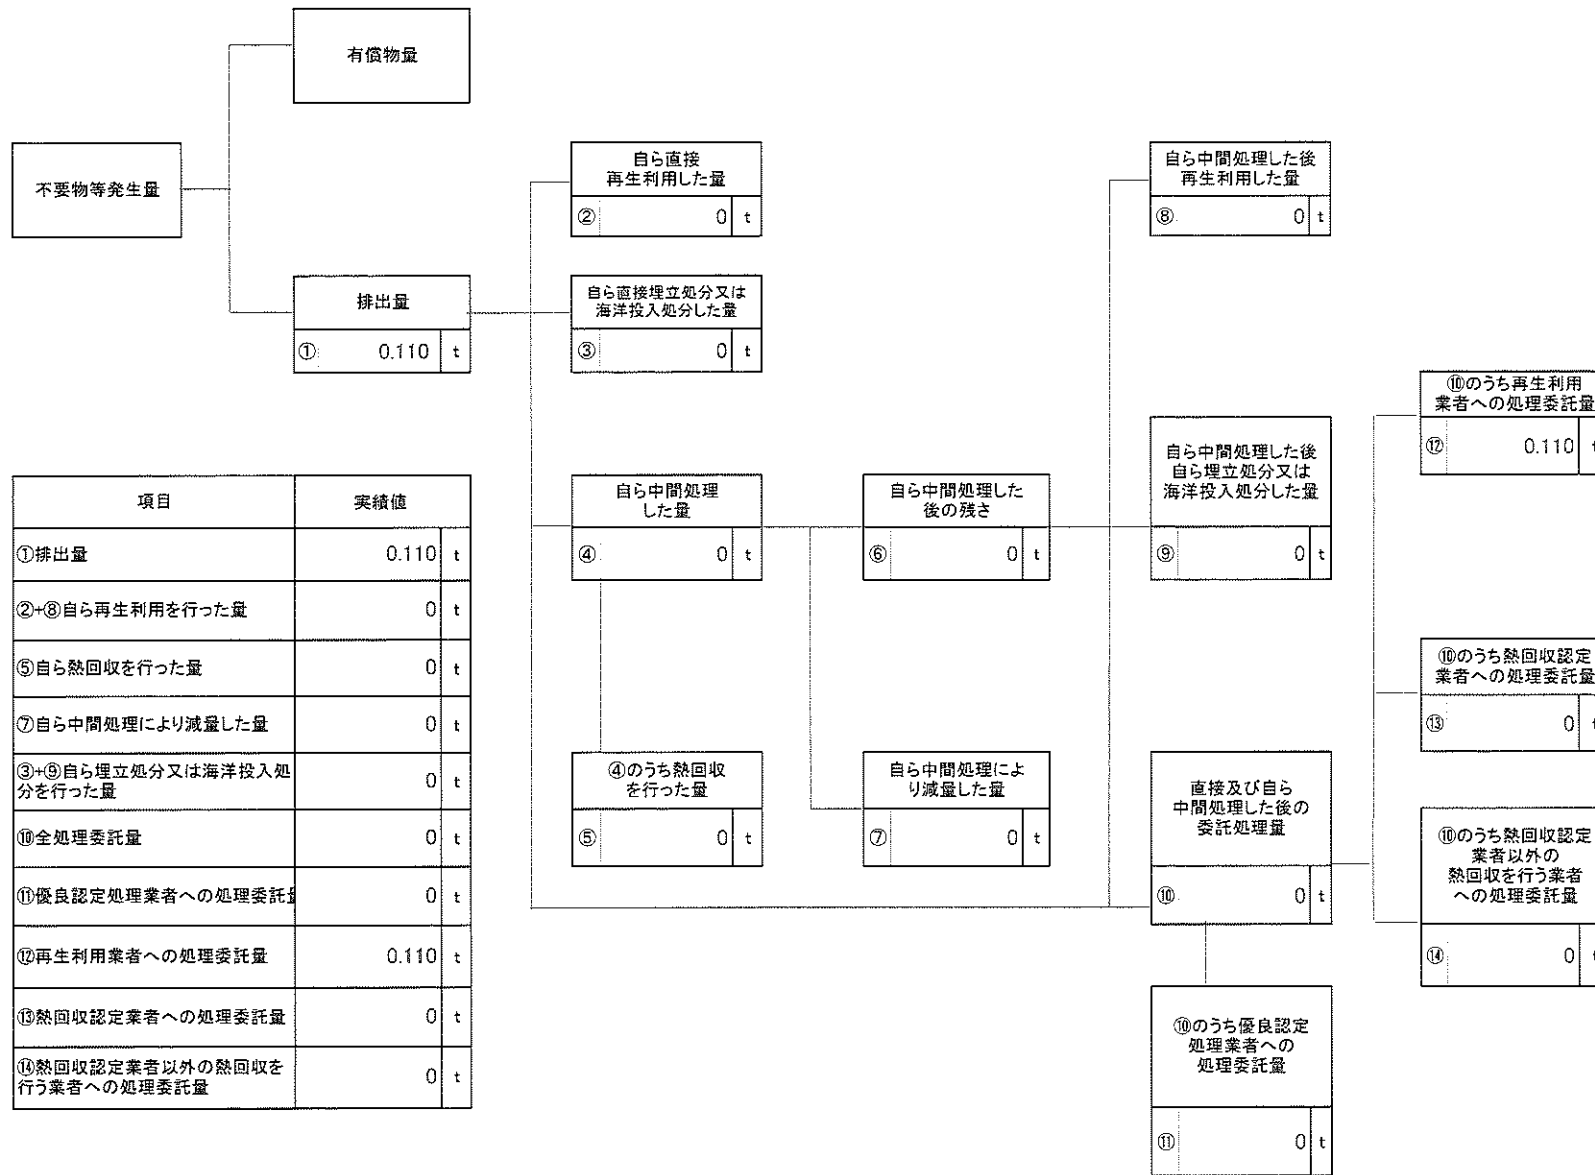 有償物量
不要物等発生量
排出量
① 0.110 t
自ら直接
再生利用した量
② 0 t
自ら直接埋立処分又は
海洋投入処分した量
③ 0 t
自ら中間処理
した量
④ 0 t
④のうち熱回収
を行った量
⑤ 0 t
自ら中間処理した
後の残さ
⑥ 0 t
自ら中間処理によ
り減量した量
⑦ 0 t
自ら中間処理した後
再生利用した量
⑧ 0 t
自ら中間処理した後
自ら埋立処分又は
海洋投入処分した量
⑨ 0 t
直接及び自ら
中間処理した後の
委託処理量
⑩ 0 t
⑩のうち優良認定
処理業者への
処理委託量
⑪ 0 t
⑩のうち再生利用
業者への処理委託量
⑫ 0.110 t
⑩のうち熱回収認定
業者への処理委託量
⑬ 0 t
⑩のうち熱回収認定
業者以外の
熱回収を行う業者
への処理委託量
⑭ 0 t
項目 実績値
①排出量 0.110 t
②+⑧自ら再生利用を行った量 0 t
⑤自ら熱回収を行った量 0 t
⑦自ら中間処理により減量した量 0 t
③+⑨自ら埋立処分又は海洋投入処
分を行った量 0 t
⑩全処理委託量 0 t
⑪優良認定処理業者への処理委託量 0 t
⑫再生利用業者への処理委託量 0.110 t
⑬熱回収認定業者への処理委託量 0 t
⑭熱回収認定業者以外の熱回収を
行う業者への処理委託量 0 t